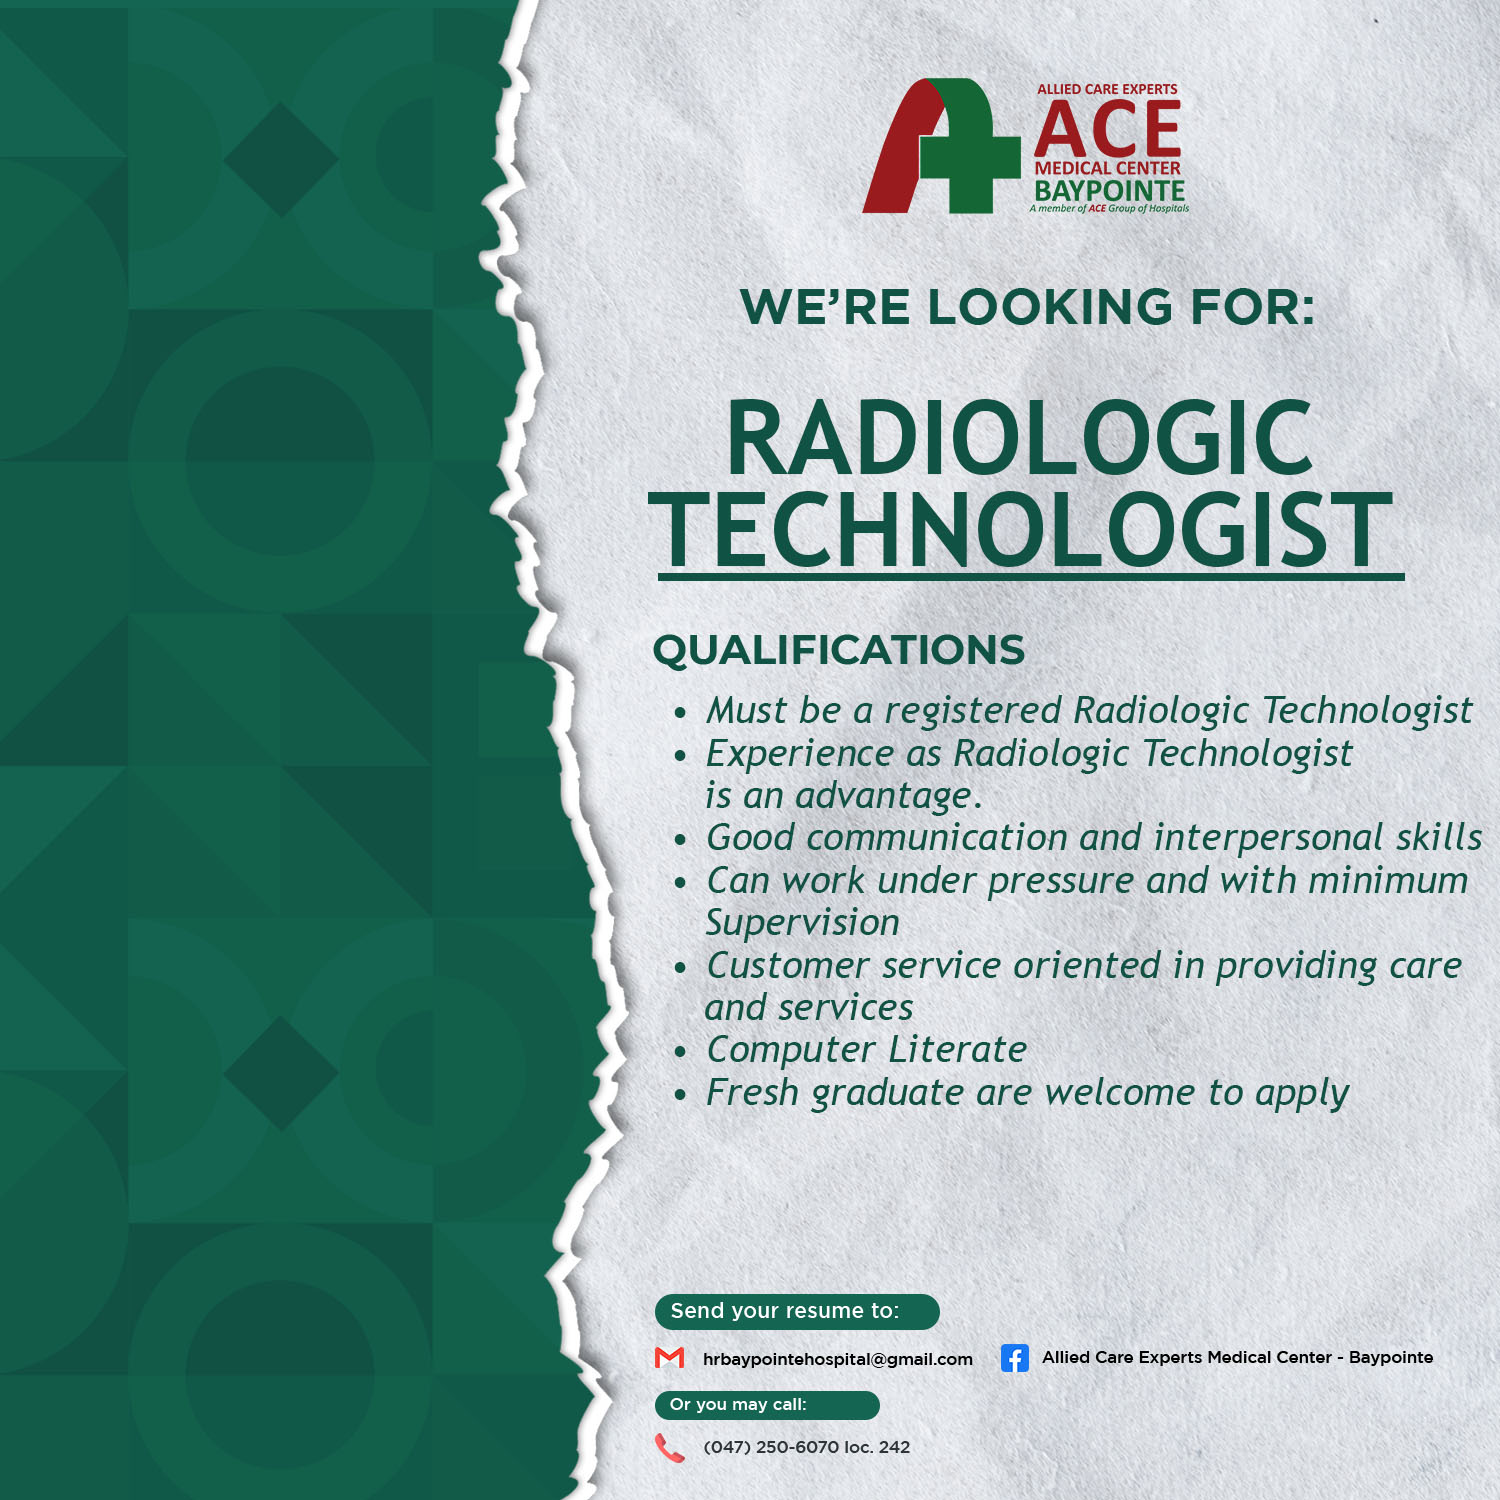 ALLIED CARE EXPERTS
ACE
MEDICAL CENTER
BAYPOINTE
A member of ACE Group of Hospitals
WE’RE LOOKING FOR:
RADIOLOGIC
TECHNOLOGIST
QUALIFICATIONS
• Must be a registered Radiologic Technologist
• Experience as Radiologic Technologist
is an advantage.
• Good communication and interpersonal skills
• Can work under pressure and with minimum
Supervision
• Customer service oriented in providing care
and services
• Computer Literate
• Fresh graduate are welcome to apply
Send your resume to:
hrbaypointehospital@gmail.com
Allied Care Experts Medical Center - Baypointe
Or you may call:
(047) 250-6070 loc. 242